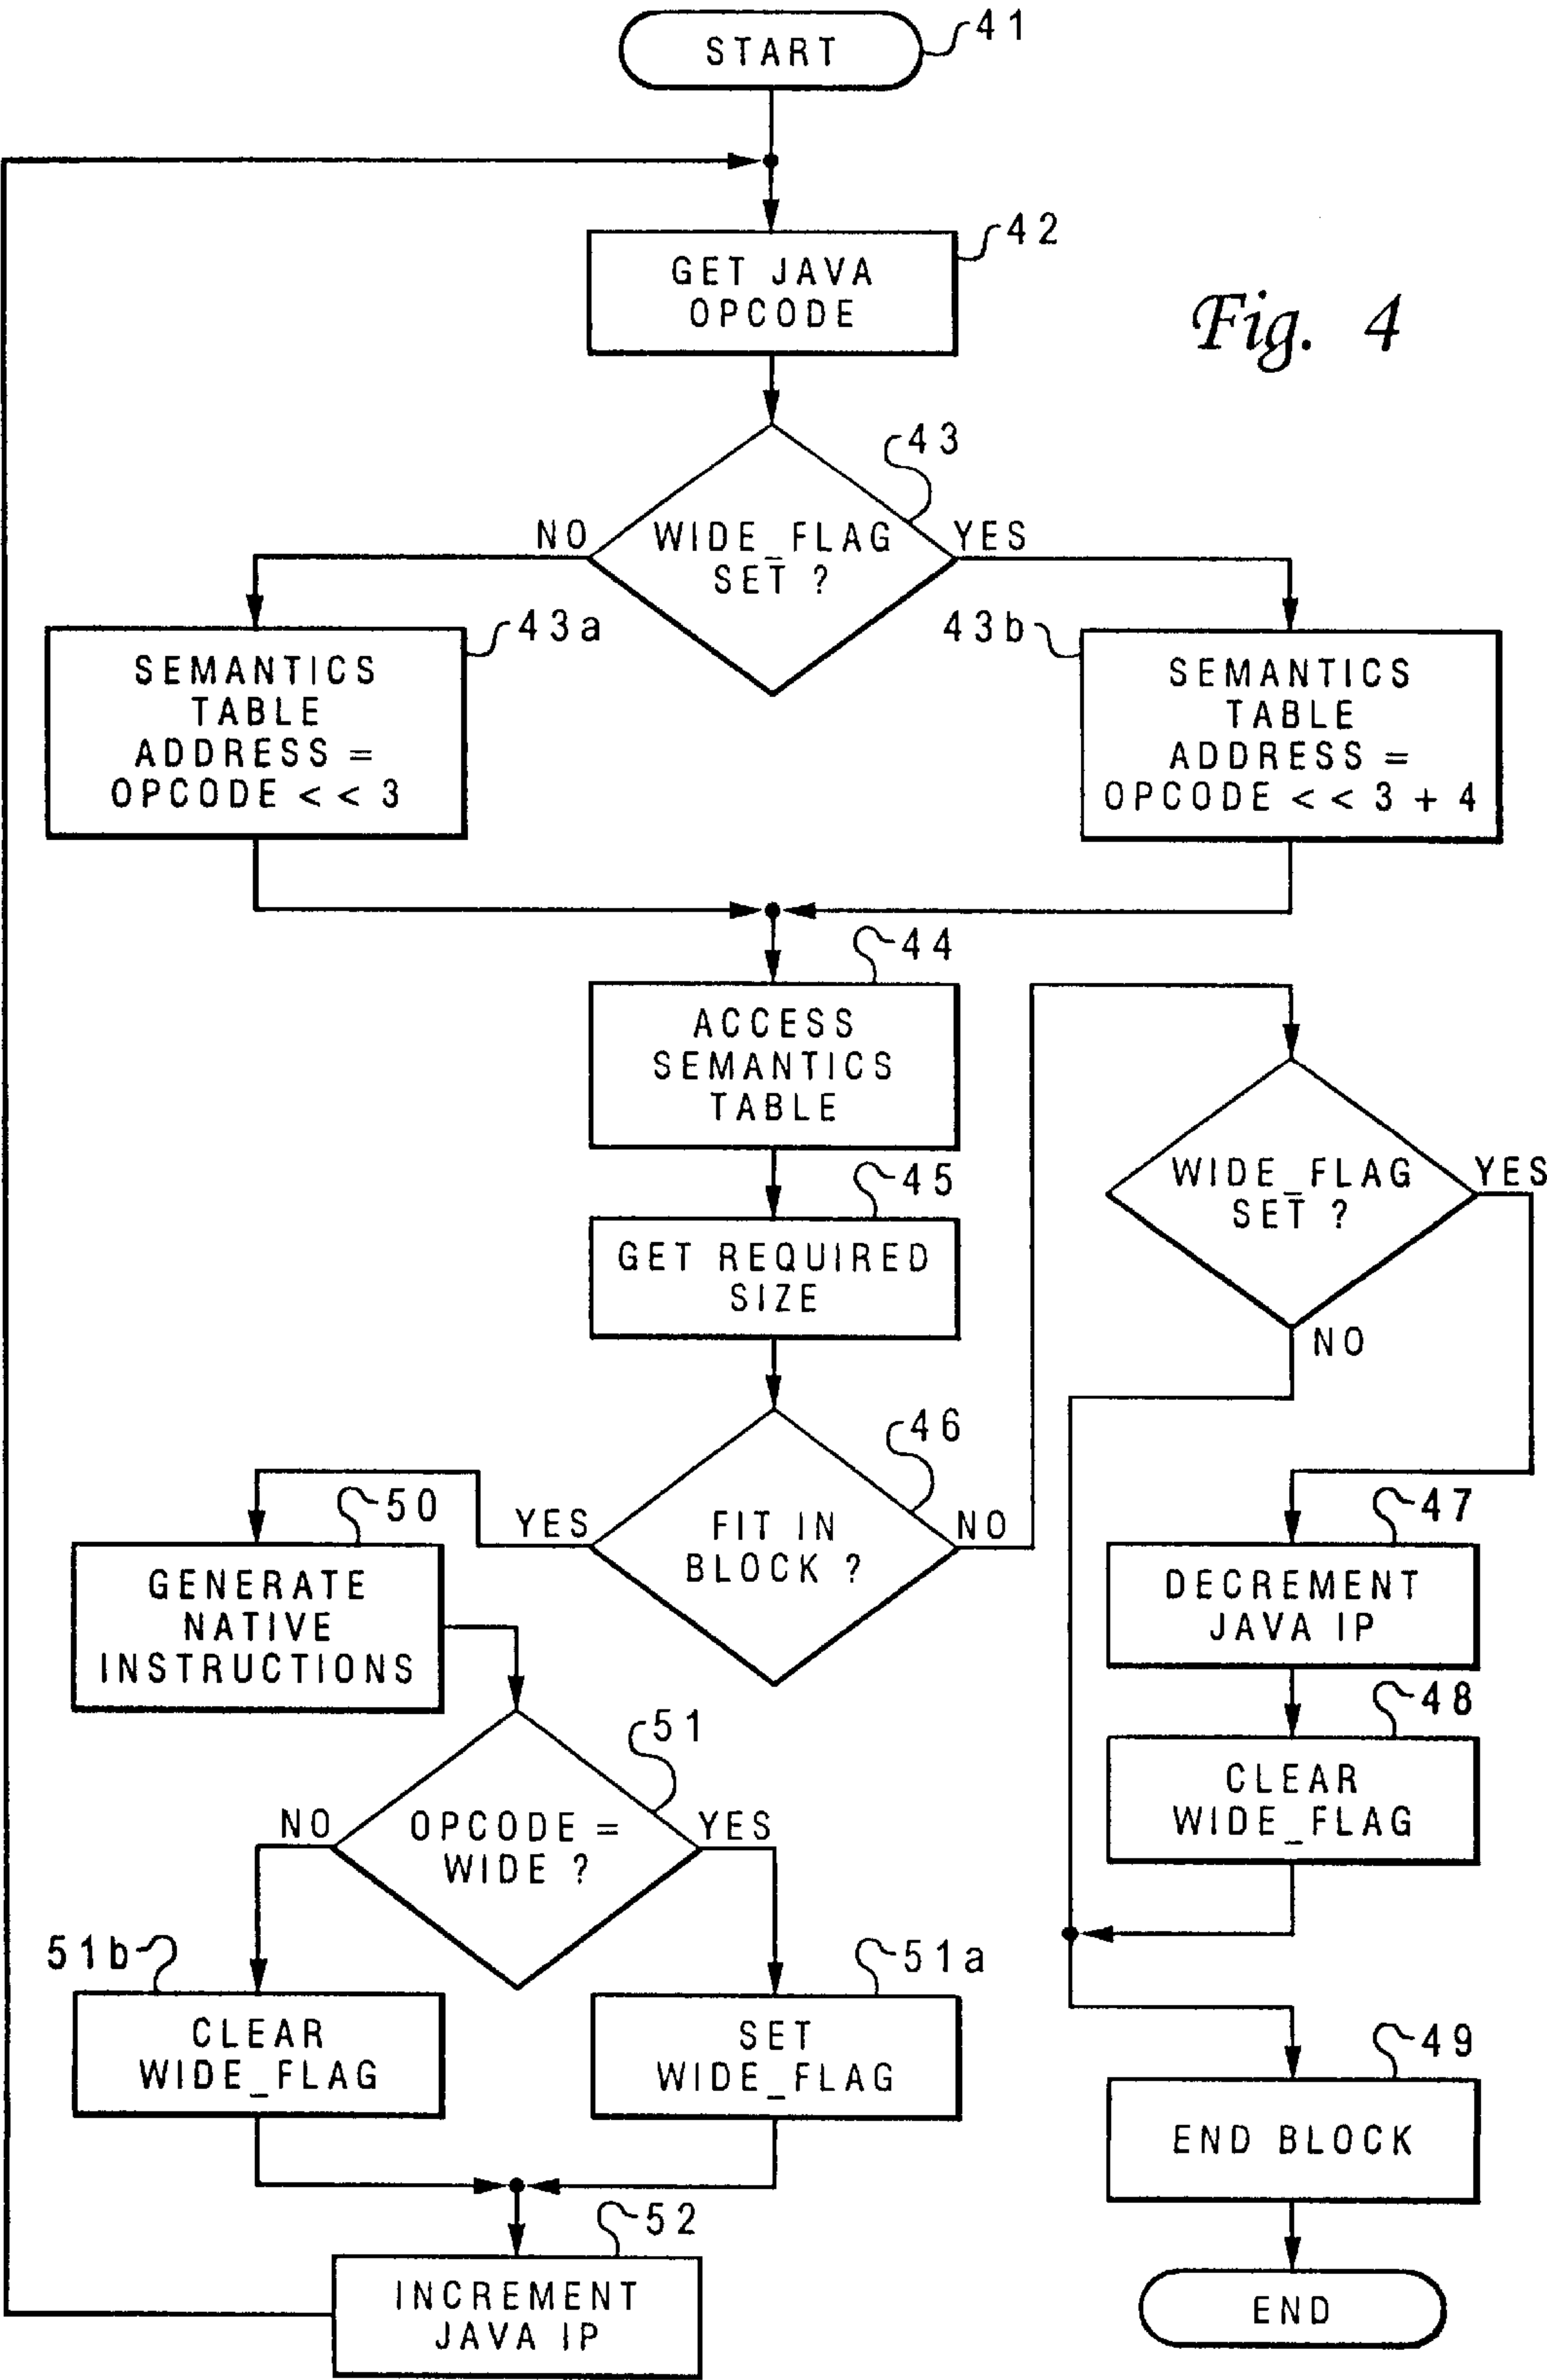 START
41
GET JAVA
OPCODE
42
Fig. 4
WIDE_FLAG
SET ?
43
NO
YES
SEMANTICS
TABLE
ADDRESS =
OPCODE < < 3
43a
SEMANTICS
TABLE
ADDRESS =
OPCODE < < 3 + 4
43b
ACCESS
SEMANTICS
TABLE
44
GET REQUIRED
SIZE
45
FIT IN
BLOCK ?
46
YES
NO
WIDE_FLAG
SET ?
YES
NO
DECREMENT
JAVA IP
47
CLEAR
WIDE_FLAG
48
GENERATE
NATIVE
INSTRUCTIONS
50
OPCODE =
WIDE ?
51
NO
YES
CLEAR
WIDE_FLAG
51b
SET
WIDE_FLAG
51a
INCREMENT
JAVA IP
52
END BLOCK
49
END